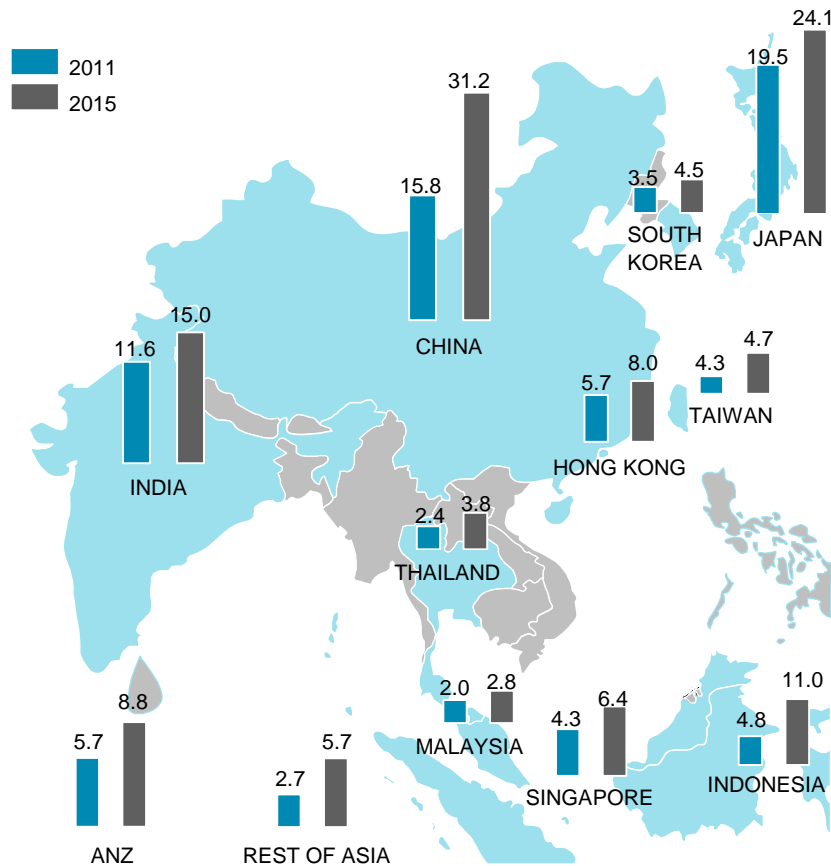 24.1
2011
19.5
2015
31.2
15.8
3.5
4.5
SOUTH
KOREA
JAPAN
15.0
11.6
CHINA
4.3
4.7
5.7
8.0
TAIWAN
HONG KONG
INDIA
2.4
3.8
THAILAND
8.8
5.7
ANZ
2.7
5.7
REST OF ASIA
2.0
2.8
MALAYSIA
4.3
6.4
SINGAPORE
4.8
11.0
INDONESIA